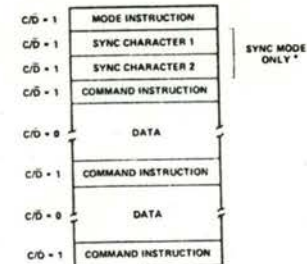 C/D̅ = 1 MODE INSTRUCTION
C/D̅ = 1 SYNC CHARACTER 1
C/D̅ = 1 SYNC CHARACTER 2
SYNC MODE
ONLY *
C/D̅ = 1 COMMAND INSTRUCTION
C/D̅ = 0 DATA
C/D̅ = 1 COMMAND INSTRUCTION
C/D̅ = 0 DATA
C/D̅ = 1 COMMAND INSTRUCTION